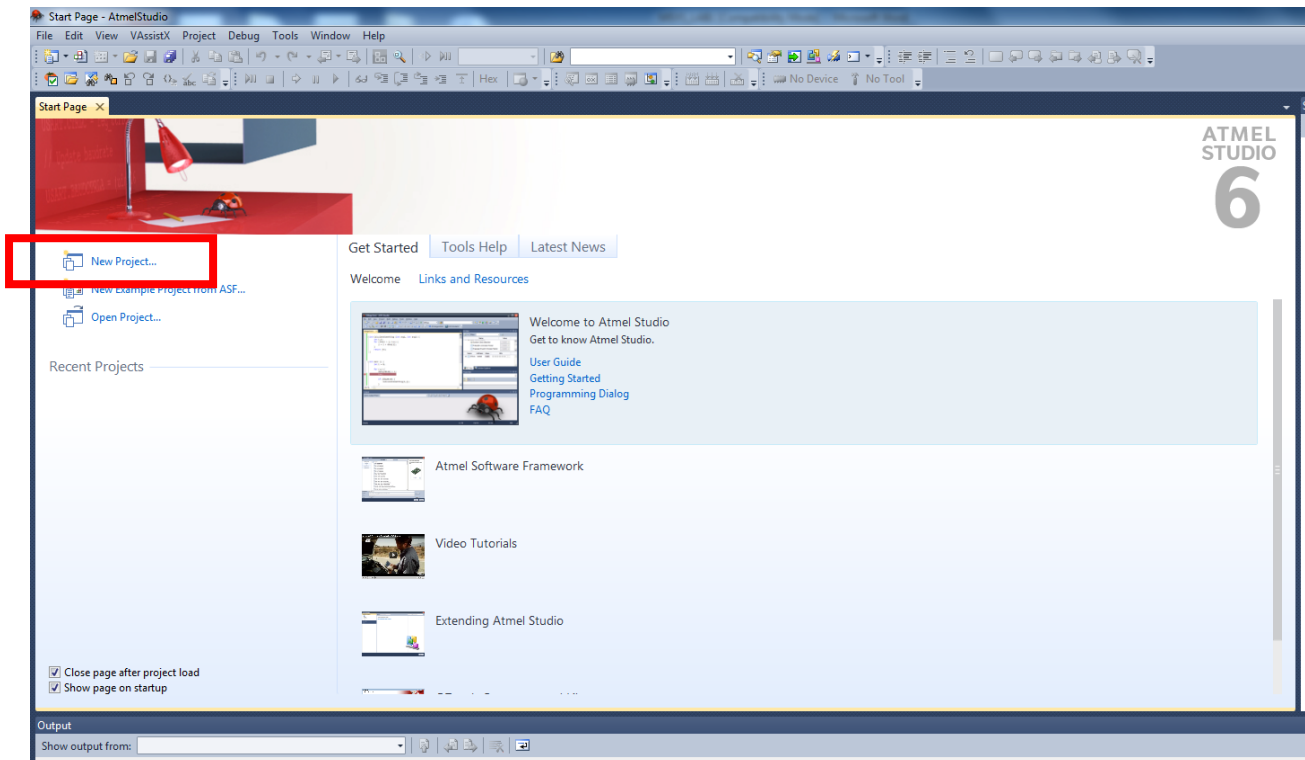 Start Page - AtmelStudio
File Edit View VAssistX Project Debug Tools Window Help
Hex No Device No Tool
Start Page
ATMEL
STUDIO
6
New Project...
New Example Project from ASF...
Open Project...
Recent Projects
Close page after project load
Show page on startup
Get Started Tools Help Latest News
Welcome Links and Resources
Welcome to Atmel Studio
Get to know Atmel Studio.
User Guide
Getting Started
Programming Dialog
FAQ
Atmel Software Framework
Video Tutorials
Extending Atmel Studio
Output
Show output from: